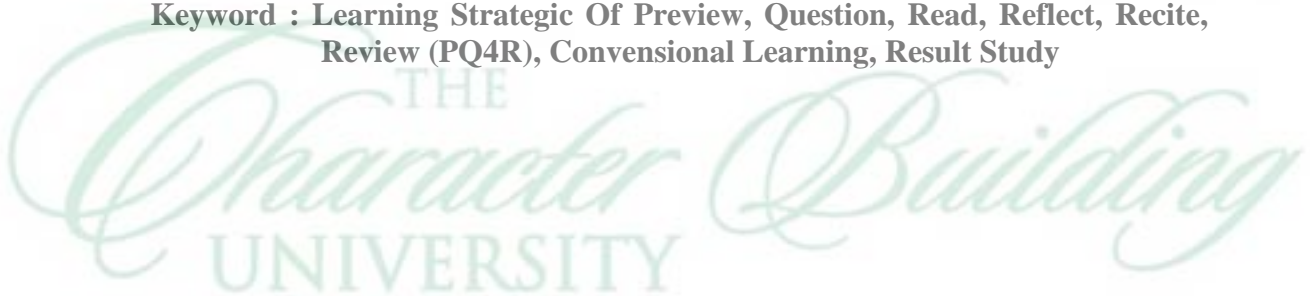 Keyword : Learning Strategic Of Preview, Question, Read, Reflect, Recite,
Review (PQ4R), Convensional Learning, Result Study
THE
Character Building
UNIVERSITY